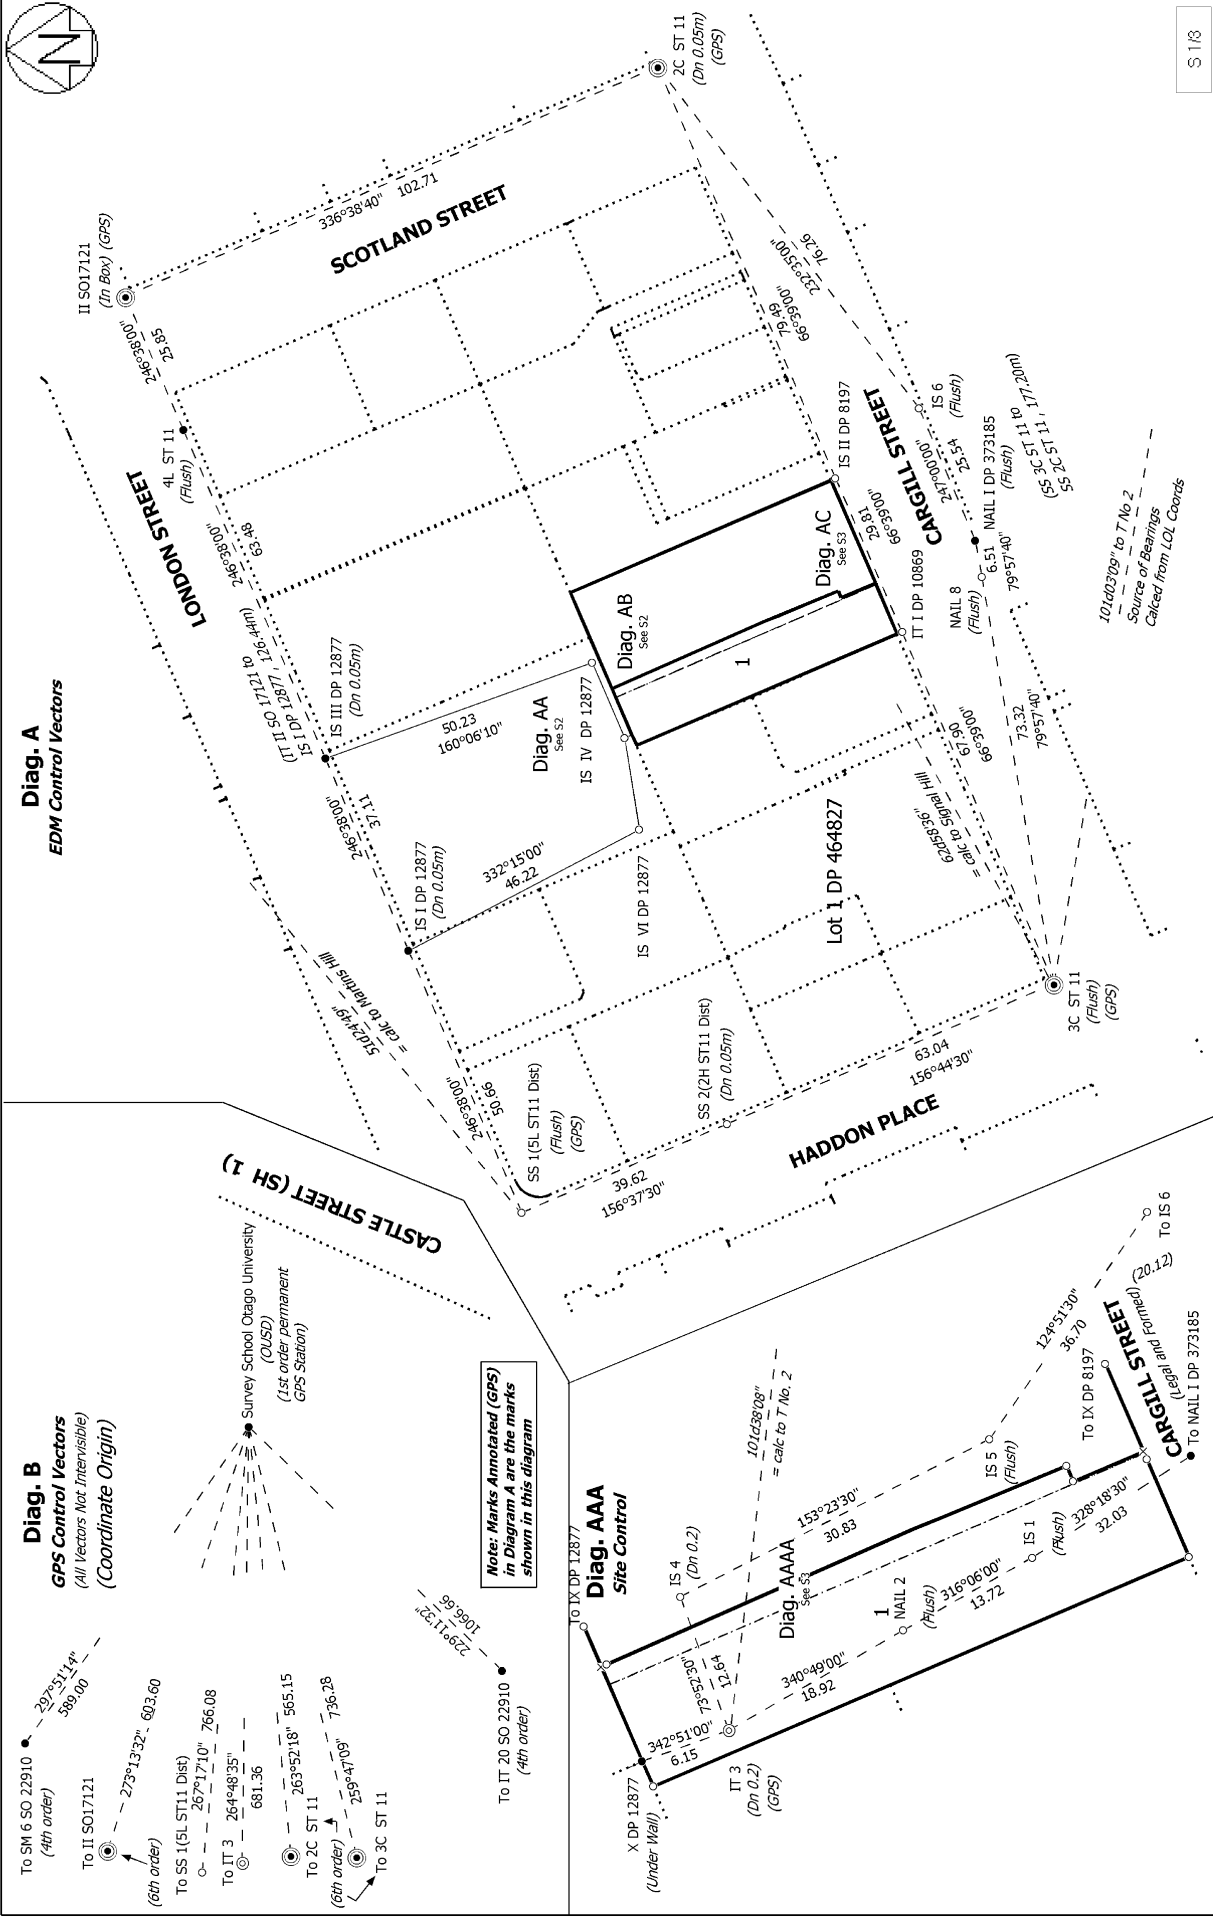 Diag. B
GPS Control Vectors
(All Vectors Not Intervisible)
(Coordinate Origin)
To SM 6 SO 22910
(4th order)
297°51'14"
589.00
To II SO17121
(6th order)
273°13'32" 603.60
To SS 1(5L ST11 Dist)
267°17'10" 766.08
To IT 3
264°48'35"
681.36
263°52'18" 565.15
To 2C ST 11
(6th order)
259°47'09" 736.28
To 3C ST 11
To IT 20 SO 22910
(4th order)
229°11'32"
1066.66
Survey School Otago University
(OUSD)
(1st order permanent
GPS Station)
Note: Marks Annotated (GPS)
in Diagram A are the marks
shown in this diagram
CASTLE STREET (SH 1)
Diag. A
EDM Control Vectors
N
LONDON STREET
SCOTLAND STREET
CARGILL STREET
HADDON PLACE
II SO17121
(In Box) (GPS)
336°38'40" 102.71
2C ST 11
(Dn 0.05m)
(GPS)
246°38'00"
25.85
4L ST 11
(Flush)
246°38'00"
63.48
(IT II SO 17121 to
IS I DP 12877, 126.44m)
IS III DP 12877
(Dn 0.05m)
246°38'00"
37.11
IS I DP 12877
(Dn 0.05m)
51d24'49"
= calc to Martins Hill
246°38'00"
50.66
SS 1(5L ST11 Dist)
(Flush)
(GPS)
39.62
156°37'30"
SS 2(2H ST11 Dist)
(Dn 0.05m)
63.04
156°44'30"
3C ST 11
(Flush)
(GPS)
50.23
160°06'10"
332°15'00"
46.22
Diag. AA
See S2
IS IV DP 12877
IS VI DP 12877
Diag. AB
See S2
Diag. AC
See S3
1
Lot 1 DP 464827
62d58'36"
= calc to Signal Hill
67.90
66°39'00"
IT I DP 10869
29.81
66°39'00"
IS II DP 8197
79.49
66°39'00"
232°35'00"
76.26
IS 6
(Flush)
247°00'00"
25.54
NAIL I DP 373185
(Flush)
6.51
79°57'40"
NAIL 8
(Flush)
73.32
79°57'40"
(SS 3C ST 11 to
SS 2C ST 11, 177.20m)
101d03'09" to T No 2
Source of Bearings
Calced from LOL Coords
S 1/3
Diag. AAA
Site Control
To IX DP 12877
X DP 12877
(Under Wall)
342°51'00"
6.15
IT 3
(Dn 0.2)
(GPS)
73°52'30"
12.64
IS 4
(Dn 0.2)
101d38'08"
= calc to T No. 2
153°23'30"
30.83
Diag. AAAA
See S3
340°49'00"
18.92
1
NAIL 2
(Flush)
316°06'00"
13.72
IS 1
(Flush)
328°18'30"
32.03
IS 5
(Flush)
124°51'30"
36.70
To IS 6
To IX DP 8197
CARGILL STREET
(Legal and Formed) (20.12)
To NAIL I DP 373185